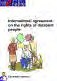 International agreement
on the rights of disabled
people